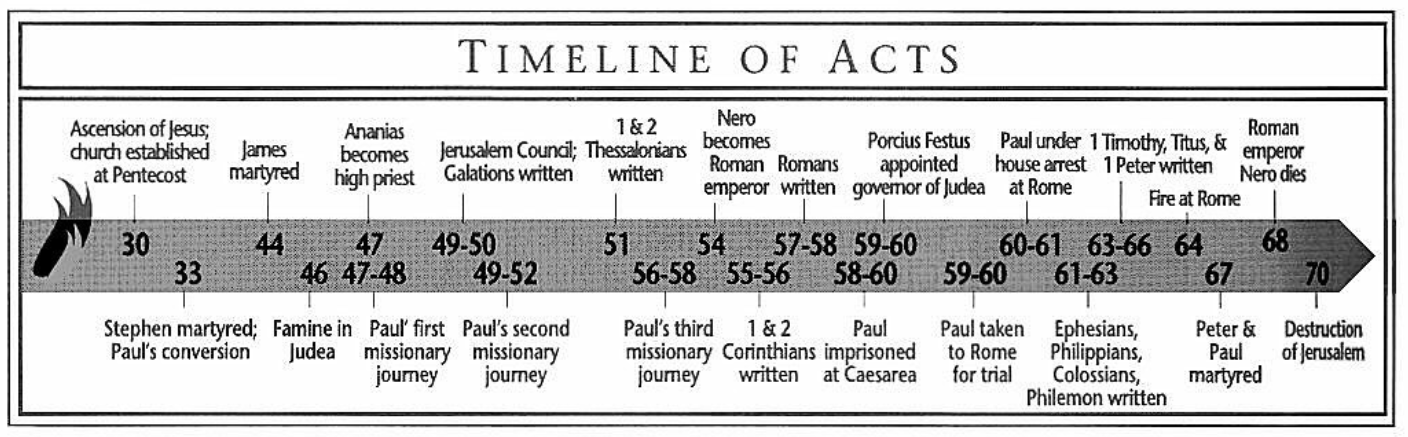 TIMELINE OF ACTS
Ascension of Jesus;
church established
at Pentecost
James
martyred
Ananias
becomes
high priest
Jerusalem Council;
Galations written
1 & 2
Thessalonians
written
Nero
becomes
Roman
emperor
Romans
written
Porcius Festus
appointed
governor of Judea
Paul under
house arrest
at Rome
1 Timothy, Titus, &
1 Peter written
Fire at Rome
Roman
emperor
Nero dies
30
44
47
49-50
51
54
57-58
59-60
60-61
63-66
64
68
33
46
47-48
49-52
56-58
55-56
58-60
59-60
61-63
67
70
Stephen martyred;
Paul's conversion
Famine in
Judea
Paul' first
missionary
journey
Paul's second
missionary
journey
Paul's third
missionary
journey
1 & 2
Corinthians
written
Paul
imprisoned
at Caesarea
Paul taken
to Rome
for trial
Ephesians,
Philippians,
Colossians,
Philemon written
Peter &
Paul
martyred
Destruction
of Jerusalem